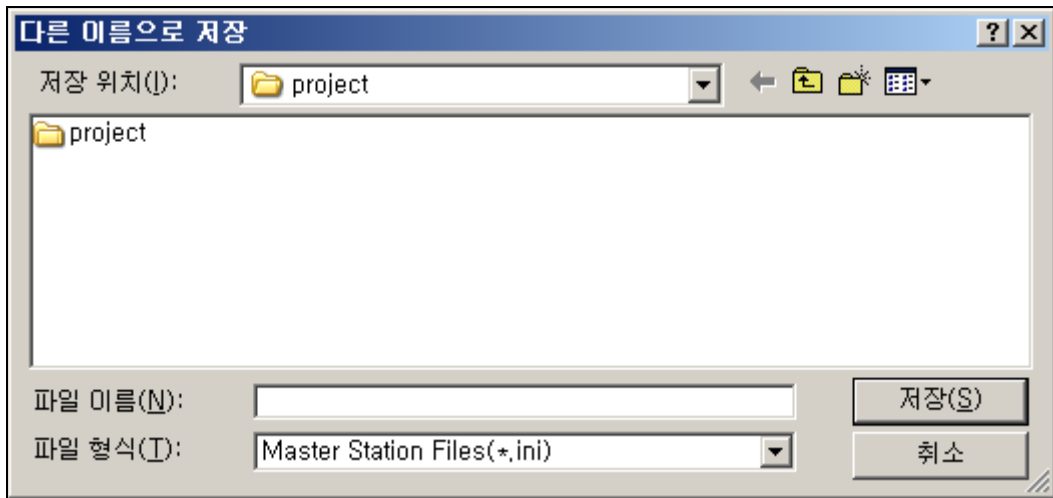 다른 이름으로 저장
저장 위치(I): project
project
파일 이름(N): 저장(S)
파일 형식(T): Master Station Files(*.ini) 취소